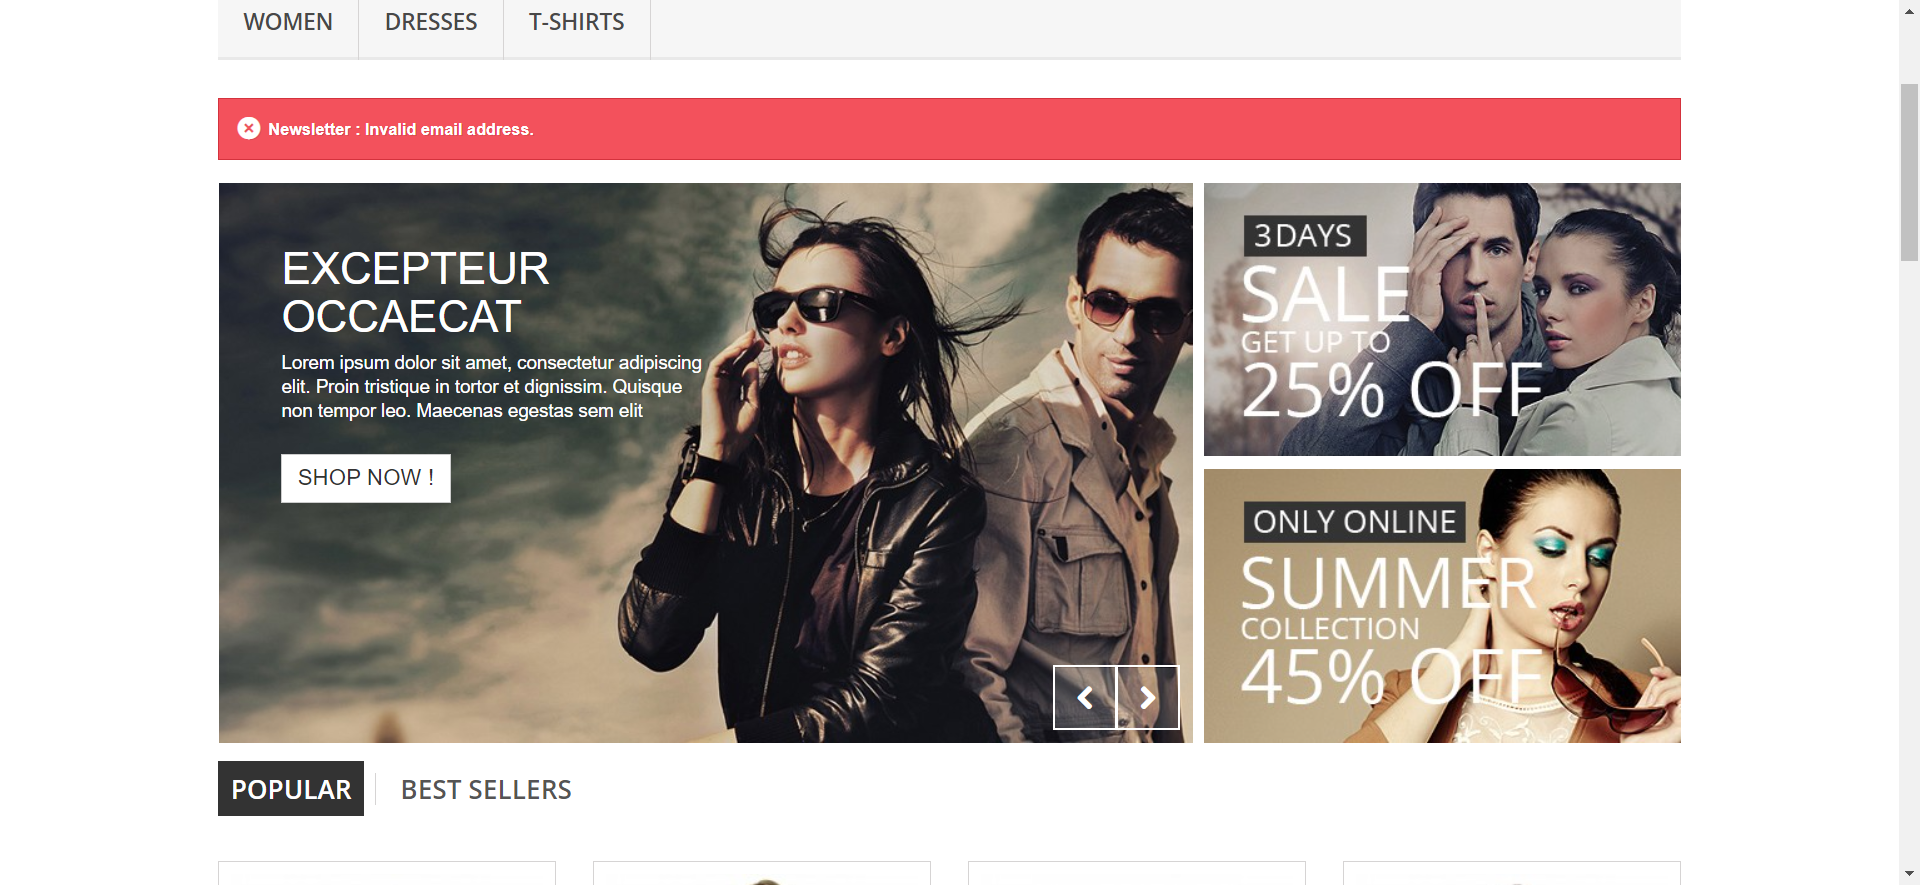 WOMEN
DRESSES
T-SHIRTS
Newsletter : Invalid email address.
EXCEPTEUR
OCCAECAT
Lorem ipsum dolor sit amet, consectetur adipiscing
elit. Proin tristique in tortor et dignissim. Quisque
non tempor leo. Maecenas egestas sem elit
SHOP NOW !
3 DAYS
SALE
GET UP TO
25% OFF
ONLY ONLINE
SUMMER
COLLECTION
45% OFF
POPULAR
BEST SELLERS